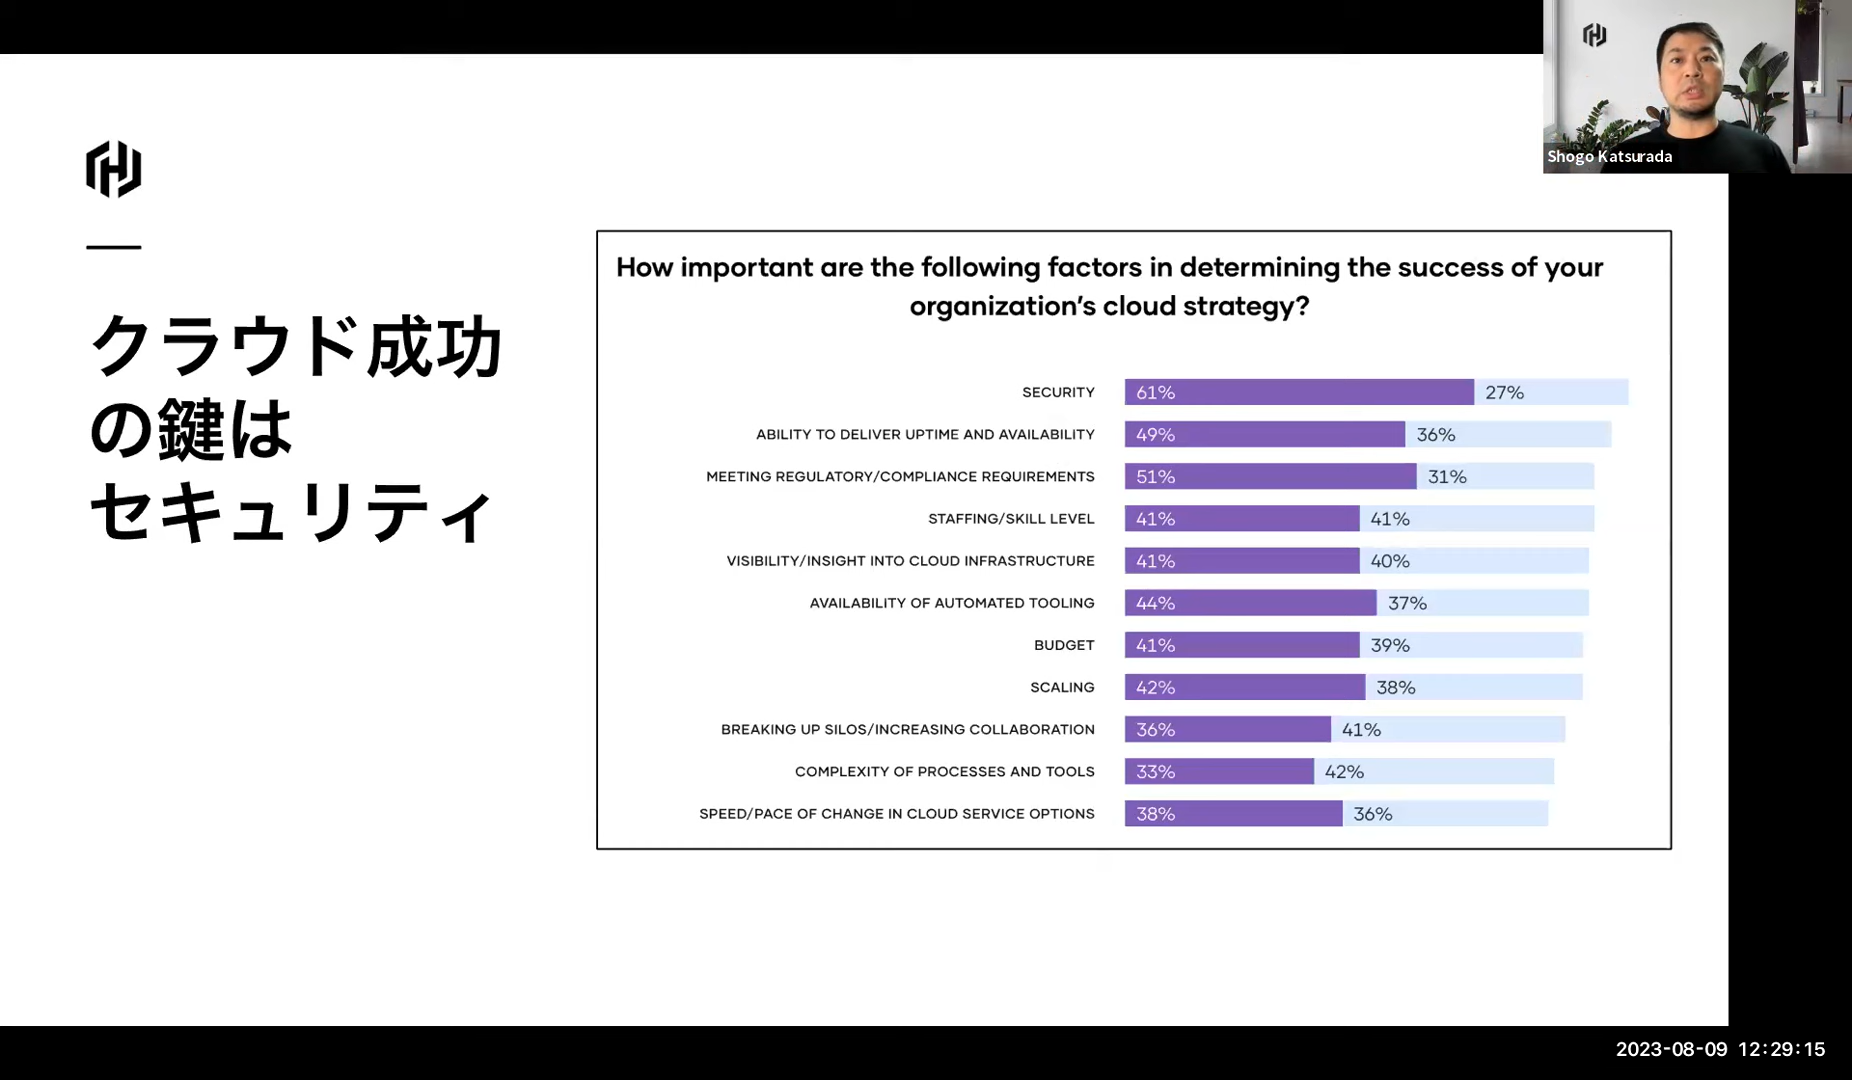 Shogo Katsurada
クラウド成功
の鍵は
セキュリティ
How important are the following factors in determining the success of your
organization's cloud strategy?
SECURITY 61% 27%
ABILITY TO DELIVER UPTIME AND AVAILABILITY 49% 36%
MEETING REGULATORY/COMPLIANCE REQUIREMENTS 51% 31%
STAFFING/SKILL LEVEL 41% 41%
VISIBILITY/INSIGHT INTO CLOUD INFRASTRUCTURE 41% 40%
AVAILABILITY OF AUTOMATED TOOLING 44% 37%
BUDGET 41% 39%
SCALING 42% 38%
BREAKING UP SILOS/INCREASING COLLABORATION 36% 41%
COMPLEXITY OF PROCESSES AND TOOLS 33% 42%
SPEED/PACE OF CHANGE IN CLOUD SERVICE OPTIONS 38% 36%
2023-08-09 12:29:15